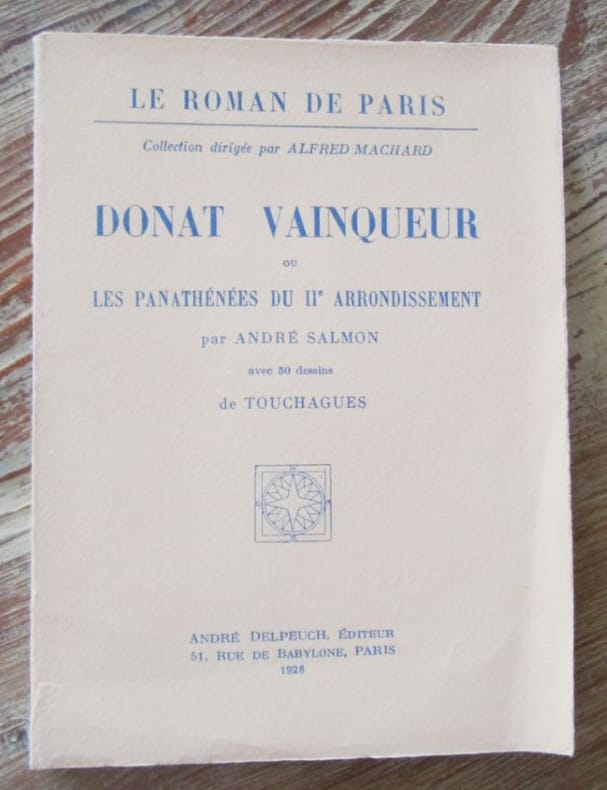 LE ROMAN DE PARIS
Collection dirigée par ALFRED MACHARD
DONAT VAINQUEUR
OU
LES PANATHÉNÉES DU IIᵉ ARRONDISSEMENT
par ANDRÉ SALMON
avec 50 dessins
de TOUCHAGUES
ANDRÉ DELPEUCH, ÉDITEUR
51, RUE DE BABYLONE, PARIS
1928